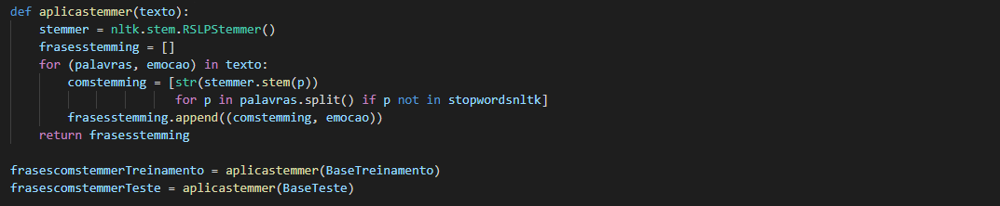 def aplicastemmer(texto):
stemmer = nltk.stem.RSLPStemmer()
frasesstemming = []
for (palavras, emocao) in texto:
comstemming = [str(stemmer.stem(p))
for p in palavras.split() if p not in stopwordsnltk]
frasesstemming.append((comstemming, emocao))
return frasesstemming
frasescomstemmerTreinamento = aplicastemmer(BaseTreinamento)
frasescomstemmerTeste = aplicastemmer(BaseTeste)